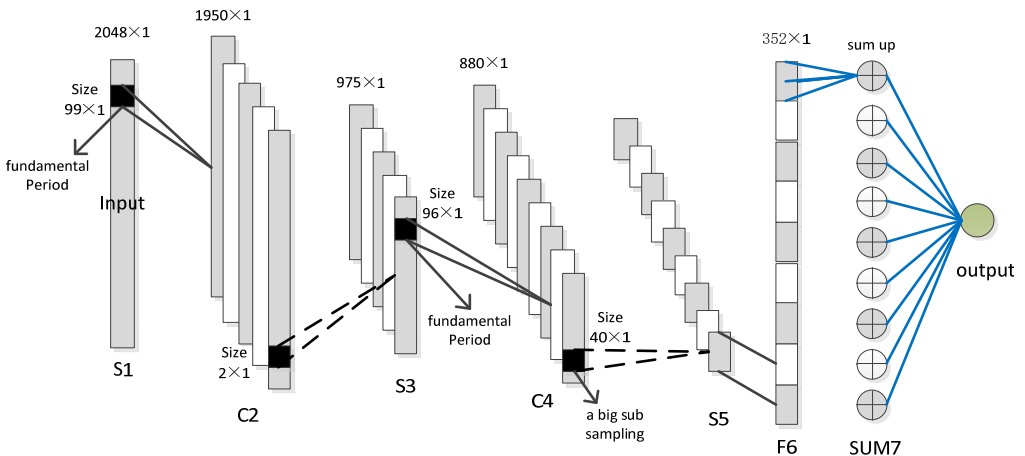 2048×1
Size
99×1
fundamental
Period
Input
S1
1950×1
Size
2×1
C2
975×1
Size
96×1
fundamental
Period
S3
880×1
Size
40×1
a big sub
sampling
C4
S5
352×1
F6
sum up
SUM7
output